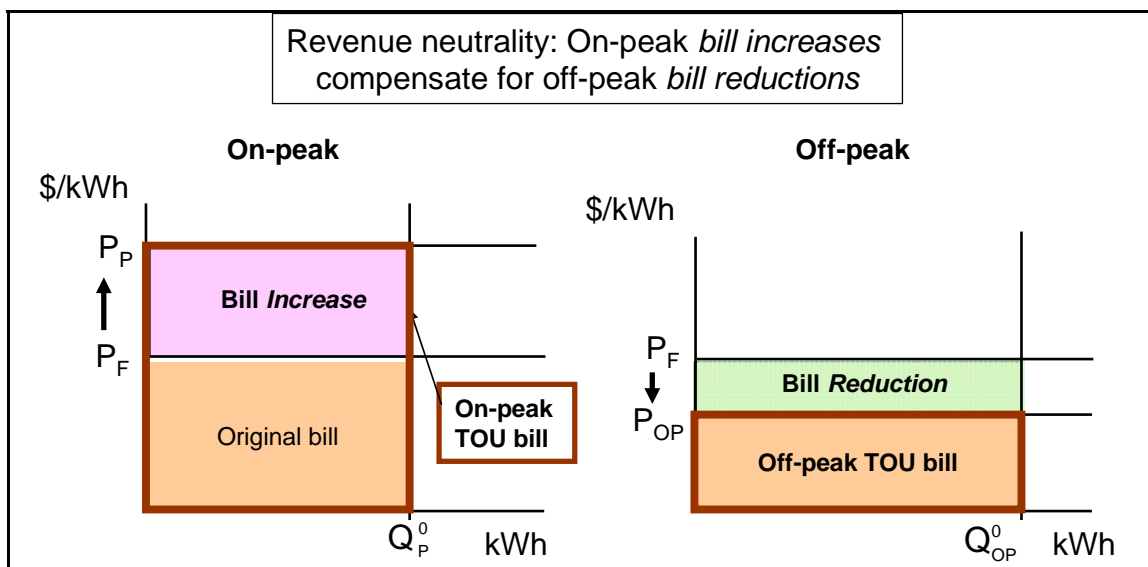 Revenue neutrality: On-peak bill increases
compensate for off-peak bill reductions
On-peak
$/kWh
P_P
Bill Increase
P_F
Original bill
On-peak
TOU bill
Q_P^0
kWh
Off-peak
$/kWh
P_F
Bill Reduction
P_OP
Off-peak TOU bill
Q_OP^0
kWh